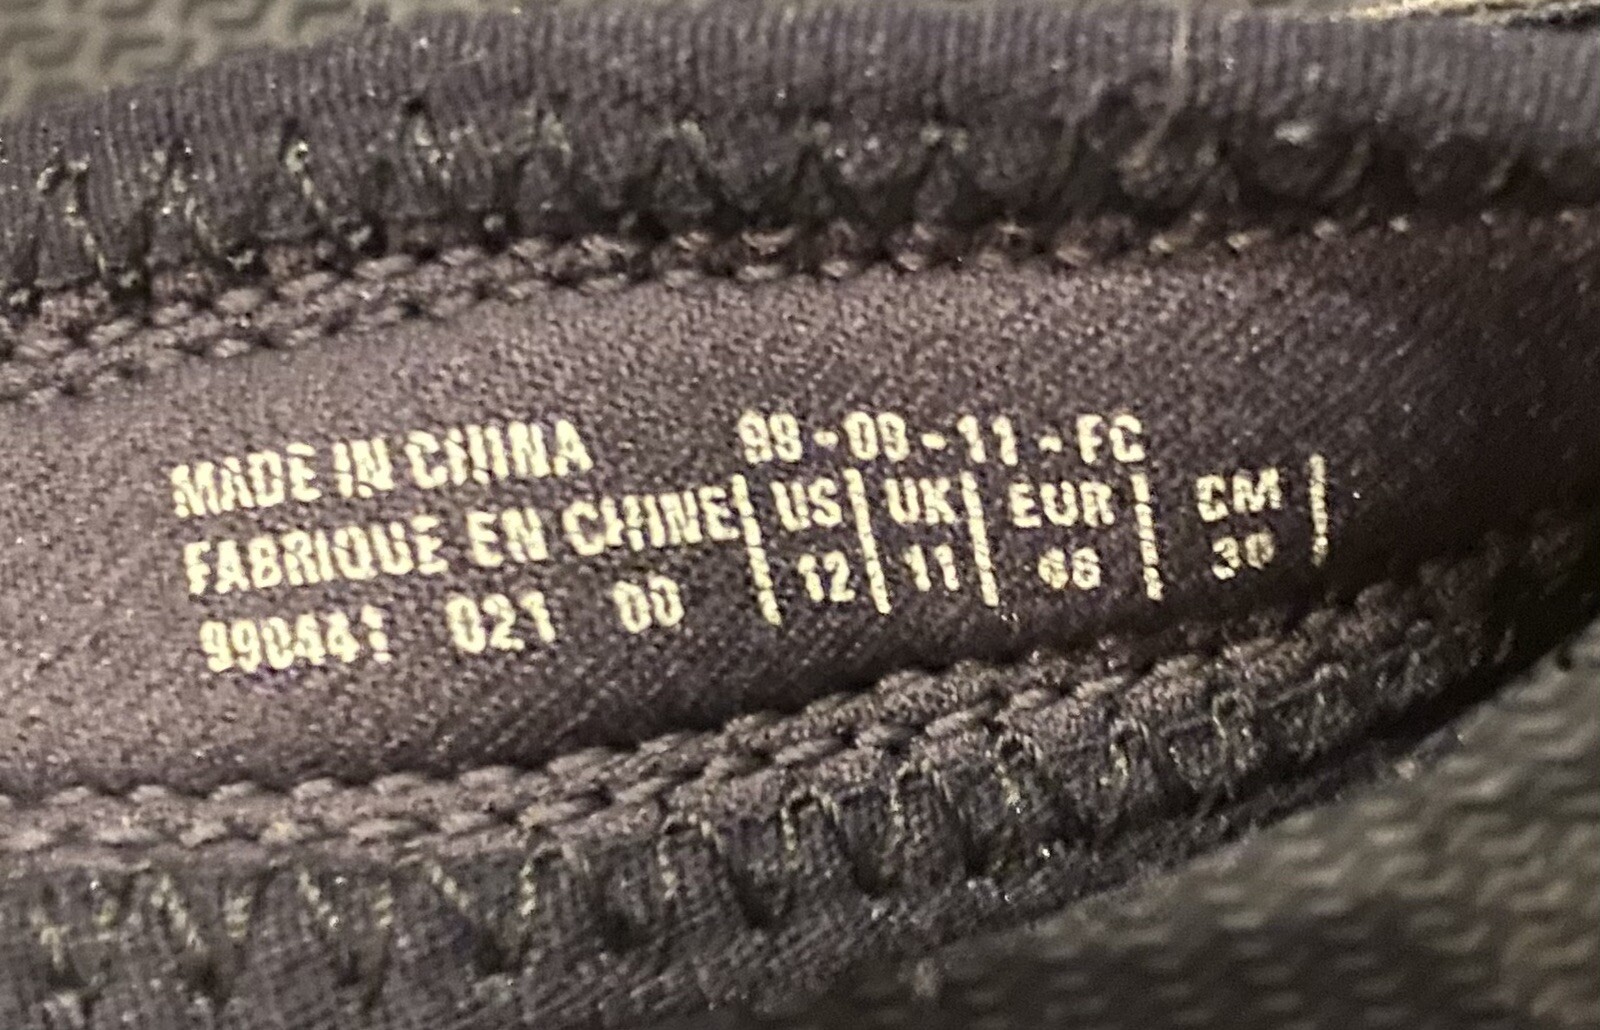 MADE IN CHINA 98-09-11-FC
FABRIQUE EN CHINE | US | UK | EUR | CM |
990441 021 00 | 12 | 11 | 46 | 30 |